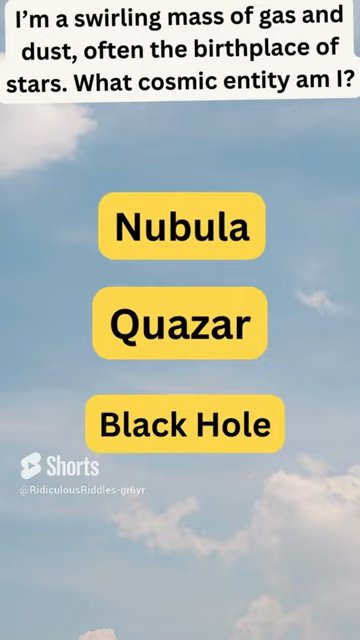 I'm a swirling mass of gas and
dust, often the birthplace of
stars. What cosmic entity am I?
Nubula
Quazar
Black Hole
Shorts
@RidiculousRiddles-gr6yr